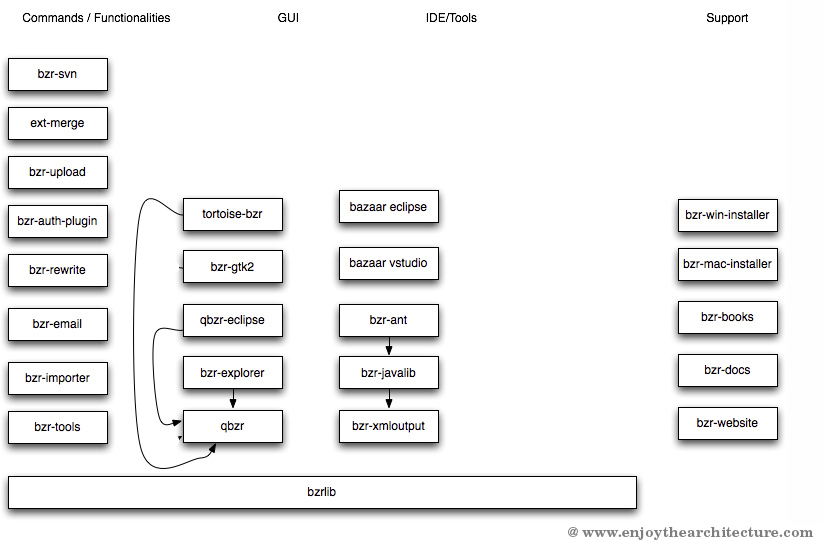 Commands / Functionalities
GUI
IDE/Tools
Support
bzr-svn
ext-merge
bzr-upload
bzr-auth-plugin
bzr-rewrite
bzr-email
bzr-importer
bzr-tools
tortoise-bzr
bzr-gtk2
qbzr-eclipse
bzr-explorer
qbzr
bazaar eclipse
bazaar vstudio
bzr-ant
bzr-javalib
bzr-xmloutput
bzr-win-installer
bzr-mac-installer
bzr-books
bzr-docs
bzr-website
bzrlib
@ www.enjoythearchitecture.com